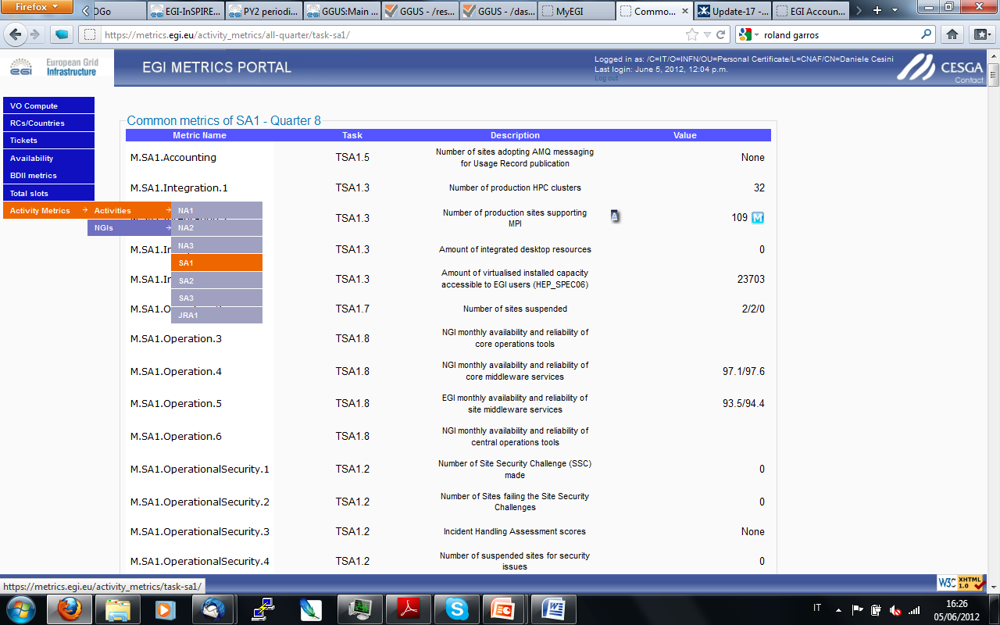 Firefox
OGo
EGI-InSPIRE...
PY2 periodi...
GGUS:Main ...
GGUS - /res...
GGUS - /das...
MyEGI
Commo...
Update-17 -...
EGI Accoun...
https://metrics.egi.eu/activity_metrics/all-quarter/task-sa1/
roland garros
egi
European Grid
Infrastructure
EGI METRICS PORTAL
Logged in as: /C=IT/O=INFN/OU=Personal Certificate/L=CNAF/CN=Daniele Cesini
Last login: June 5, 2012, 12:04 p.m.
Log out
CESGA
Contact
VO Compute
RCs/Countries
Tickets
Availability
BDII metrics
Total slots
Activity Metrics
Activities
NGIs
NA1
NA2
NA3
SA1
SA2
SA3
JRA1
Common metrics of SA1 - Quarter 8
Metric Name Task Description Value
M.SA1.Accounting TSA1.5 Number of sites adopting AMQ messaging None
for Usage Record publication
M.SA1.Integration.1 TSA1.3 Number of production HPC clusters 32
TSA1.3 Number of production sites supporting 109 M
MPI
M.SA1.In TSA1.3 Amount of integrated desktop resources 0
M.SA1.In TSA1.3 Amount of virtualised installed capacity 23703
accessible to EGI users (HEP_SPEC06)
M.SA1.O TSA1.7 Number of sites suspended 2/2/0
M.SA1.Operation.3 TSA1.8 NGI monthly availability and reliability of
core operations tools
M.SA1.Operation.4 TSA1.8 NGI monthly availability and reliability of 97.1/97.6
core middleware services
M.SA1.Operation.5 TSA1.8 EGI monthly availability and reliability of 93.5/94.4
site middleware services
M.SA1.Operation.6 TSA1.8 NGI monthly availability and reliability of
central operations tools
M.SA1.OperationalSecurity.1 TSA1.2 Number of Site Security Challenge (SSC) 0
made
M.SA1.OperationalSecurity.2 TSA1.2 Number of Sites failing the Site Security 0
Challenges
M.SA1.OperationalSecurity.3 TSA1.2 Incident Handling Assessment scores None
M.SA1.OperationalSecurity.4 TSA1.2 Number of suspended sites for security 0
issues
https://metrics.egi.eu/activity_metrics/task-sa1/
W3C XHTML 1.0
IT
16:26
05/06/2012